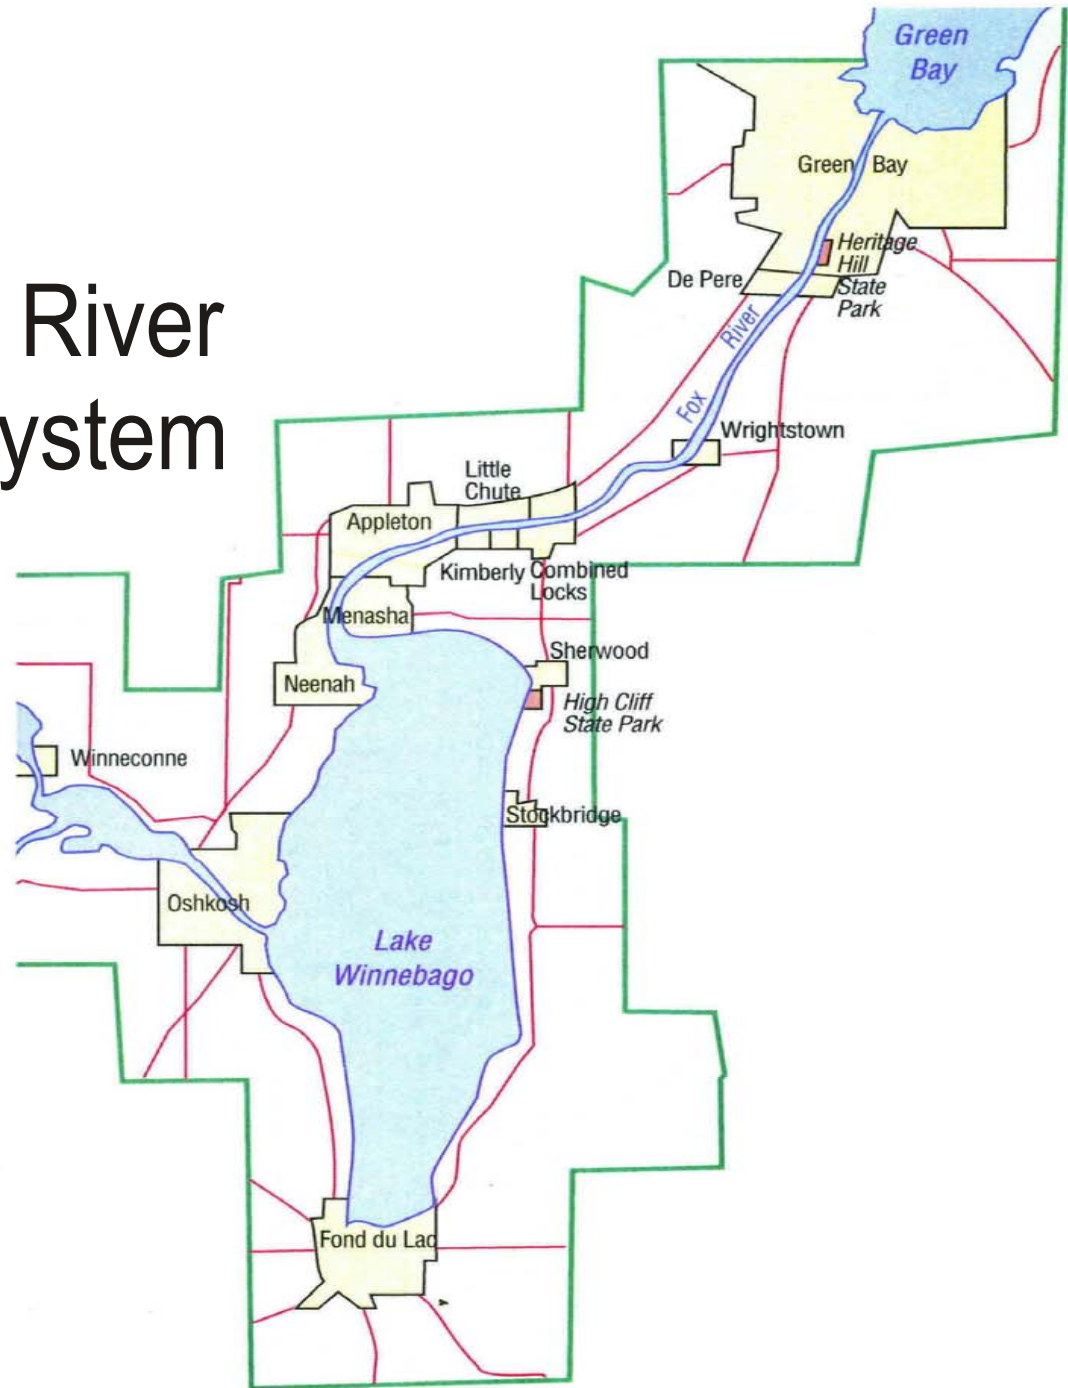 Green
Bay
Green Bay
Heritage
Hill
State
Park
De Pere
River
ystem
Fox River
Wrightstown
Little
Chute
Appleton
Kimberly
Combined
Locks
Menasha
Sherwood
Neenah
High Cliff
State Park
Winneconne
Stockbridge
Oshkosh
Lake
Winnebago
Fond du Lac